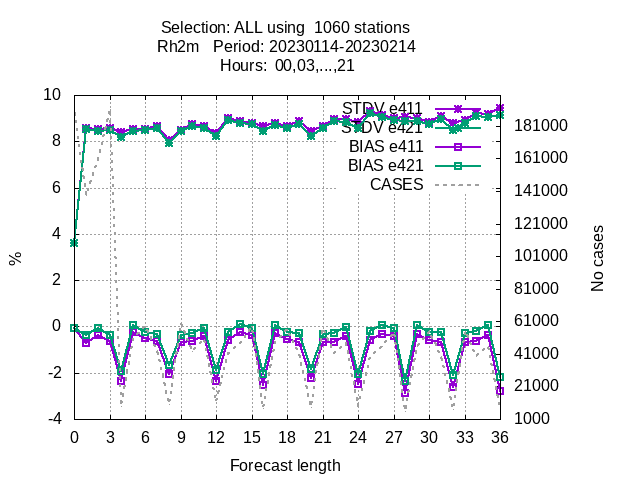 Selection: ALL using  1060 stations
Rh2m   Period: 20230114-20230214
Hours:  00,03,...,21
STDV e411
STDV e421
BIAS e411
BIAS e421
CASES
10
8
6
4
2
0
-2
-4
%
181000
161000
141000
121000
101000
81000
61000
41000
21000
1000
No cases
0 3 6 9 12 15 18 21 24 27 30 33 36
Forecast length